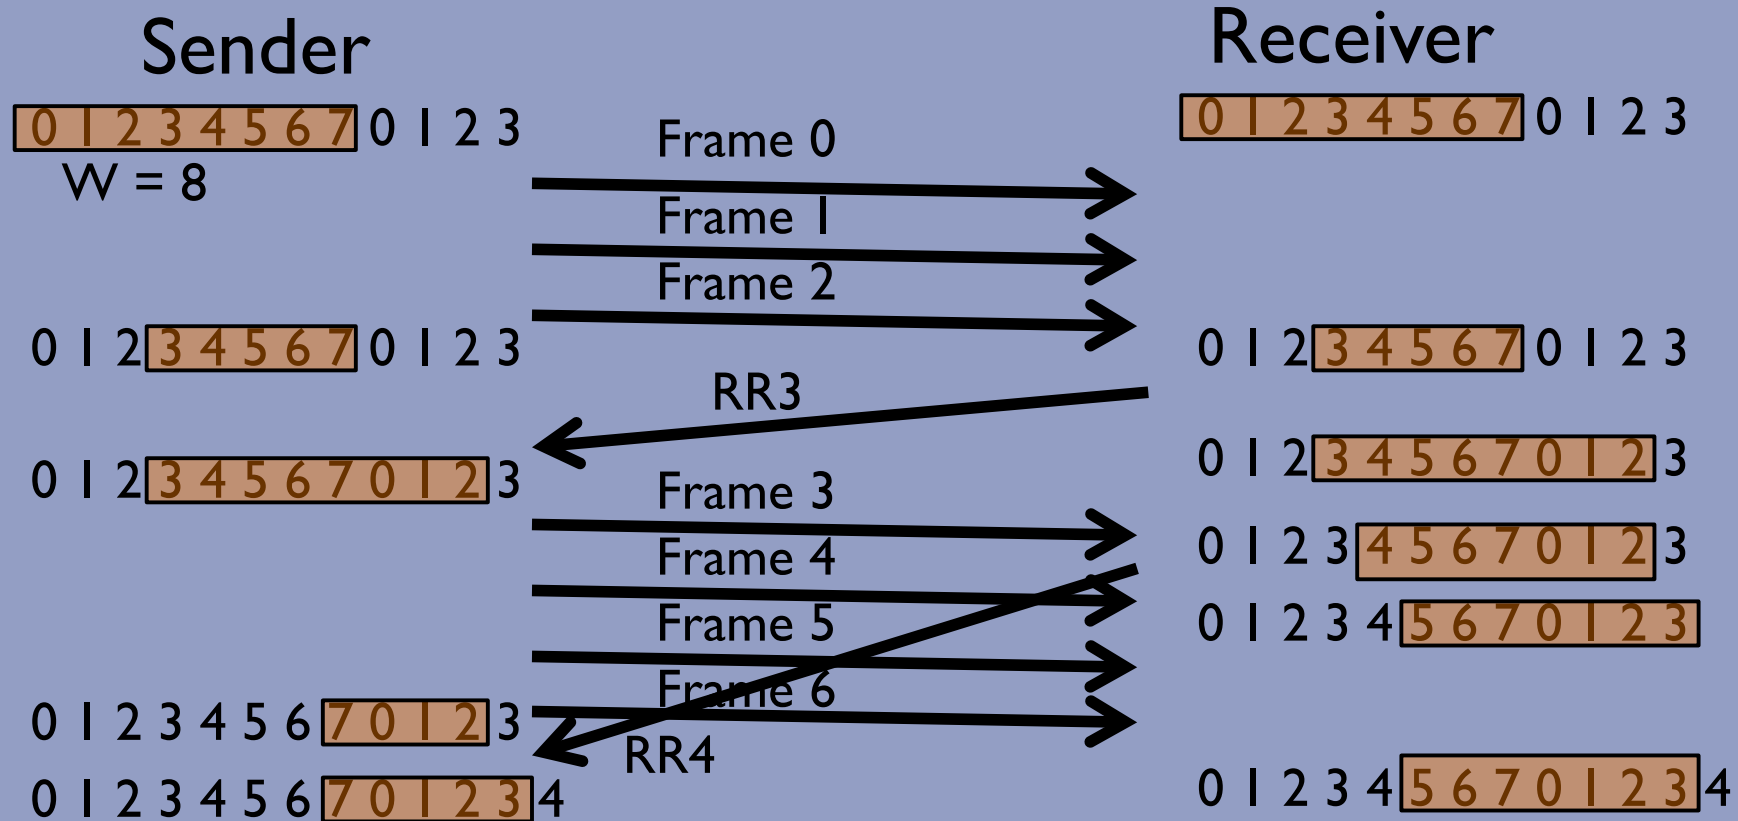 Sender
Receiver
0 1 2 3 4 5 6 7 0 1 2 3
0 1 2 3 4 5 6 7 0 1 2 3
W = 8
Frame 0
Frame 1
Frame 2
0 1 2 3 4 5 6 7 0 1 2 3
0 1 2 3 4 5 6 7 0 1 2 3
RR3
0 1 2 3 4 5 6 7 0 1 2 3
0 1 2 3 4 5 6 7 0 1 2 3
Frame 3
0 1 2 3 4 5 6 7 0 1 2 3
Frame 4
0 1 2 3 4 5 6 7 0 1 2 3
Frame 5
Frame 6
0 1 2 3 4 5 6 7 0 1 2 3
RR4
0 1 2 3 4 5 6 7 0 1 2 3 4
0 1 2 3 4 5 6 7 0 1 2 3 4